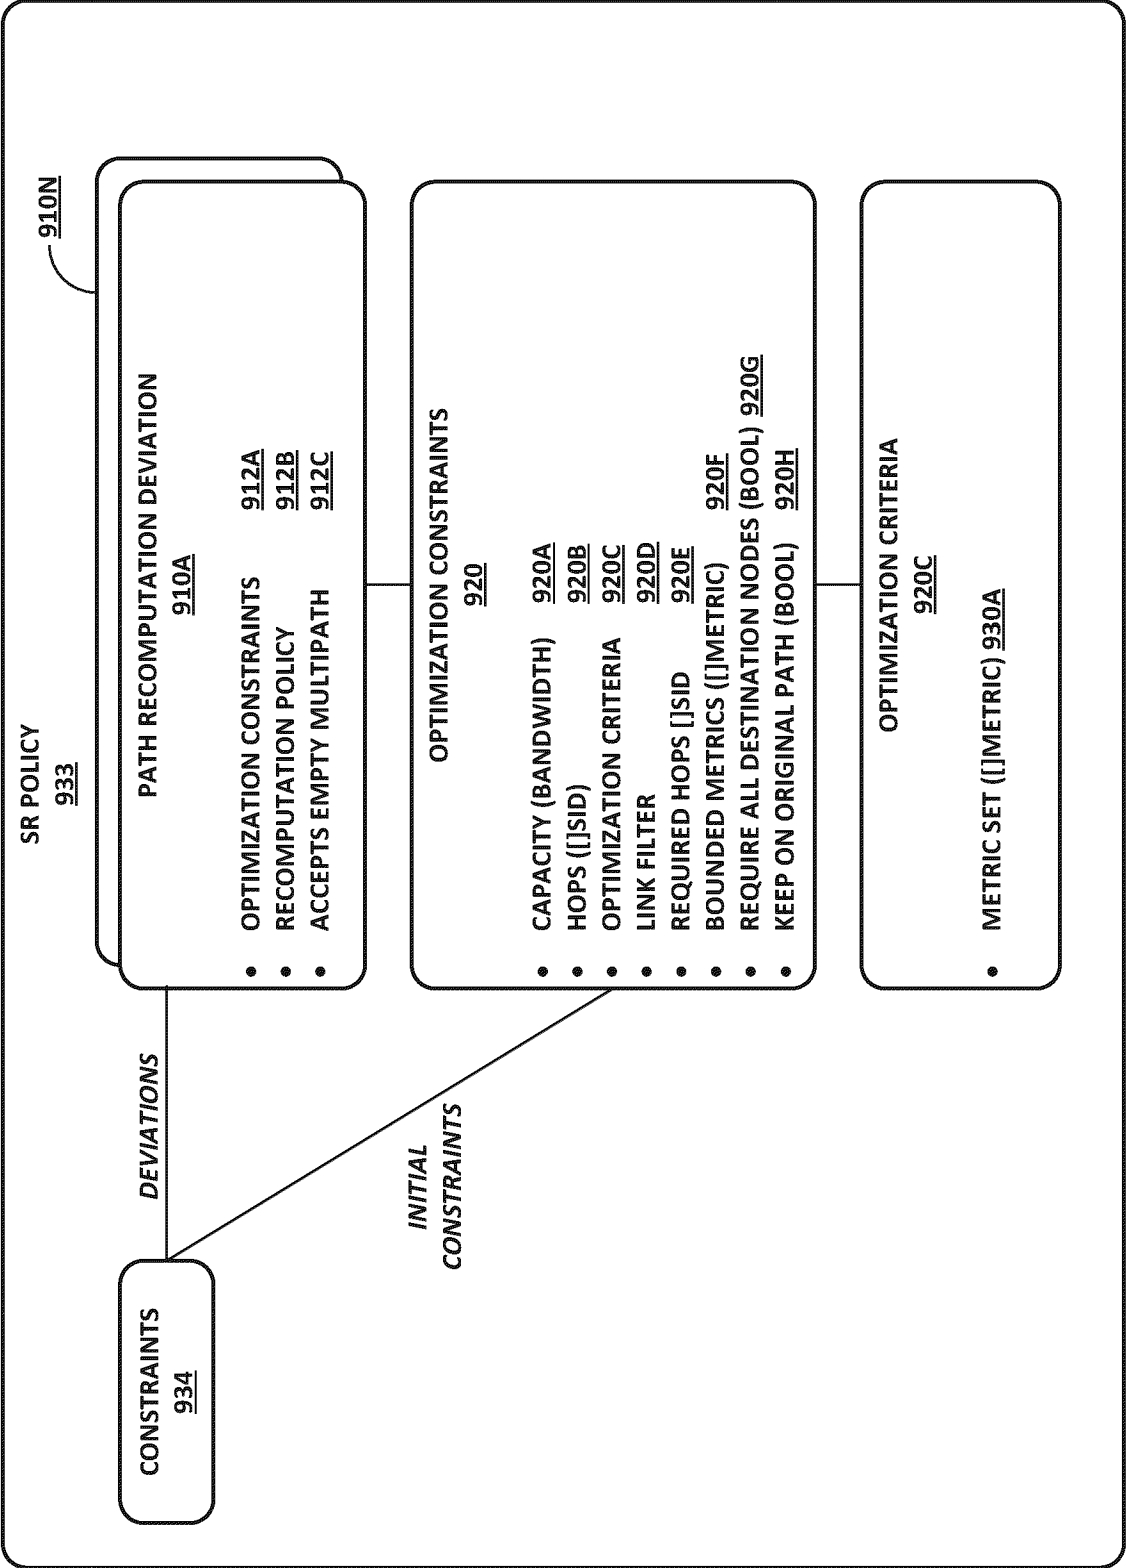 SR POLICY
933
CONSTRAINTS
934
DEVIATIONS
INITIAL
CONSTRAINTS
910N
PATH RECOMPUTATION DEVIATION
910A
• OPTIMIZATION CONSTRAINTS 912A
• RECOMPUTATION POLICY 912B
• ACCEPTS EMPTY MULTIPATH 912C
OPTIMIZATION CONSTRAINTS
920
• CAPACITY (BANDWIDTH) 920A
• HOPS ([]SID) 920B
• OPTIMIZATION CRITERIA 920C
• LINK FILTER 920D
• REQUIRED HOPS []SID 920E
• BOUNDED METRICS ([]METRIC) 920F
• REQUIRE ALL DESTINATION NODES (BOOL) 920G
• KEEP ON ORIGINAL PATH (BOOL) 920H
OPTIMIZATION CRITERIA
920C
• METRIC SET ([]METRIC) 930A